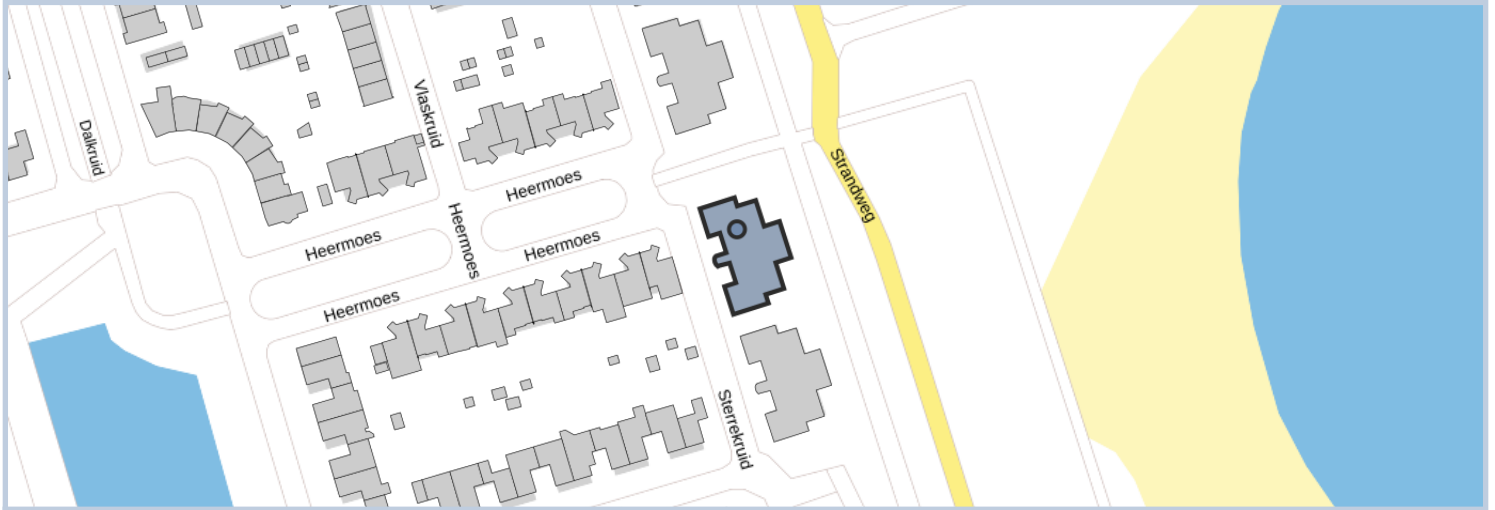 Dalkruid
Vlaskruid
Strandweg
Heermoes
Heermoes
Heermoes
Heermoes
Heermoes
Sterrekruid